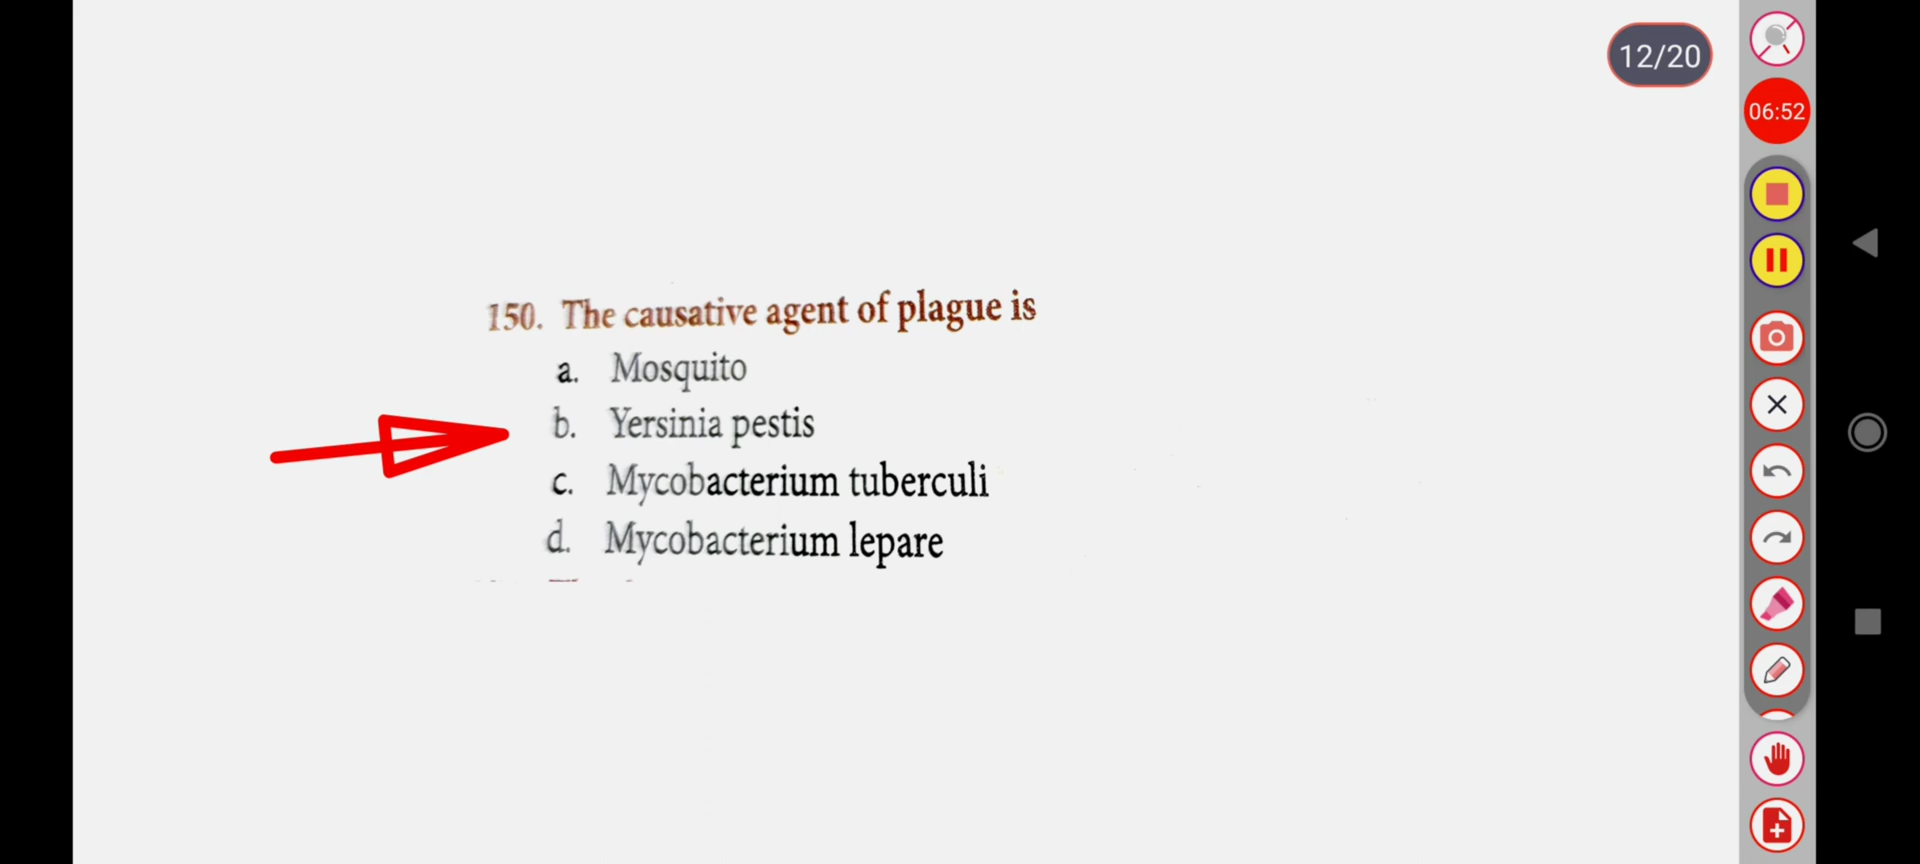 12/20
06:52
150. The causative agent of plague is
a. Mosquito
b. Yersinia pestis
c. Mycobacterium tuberculi
d. Mycobacterium lepare